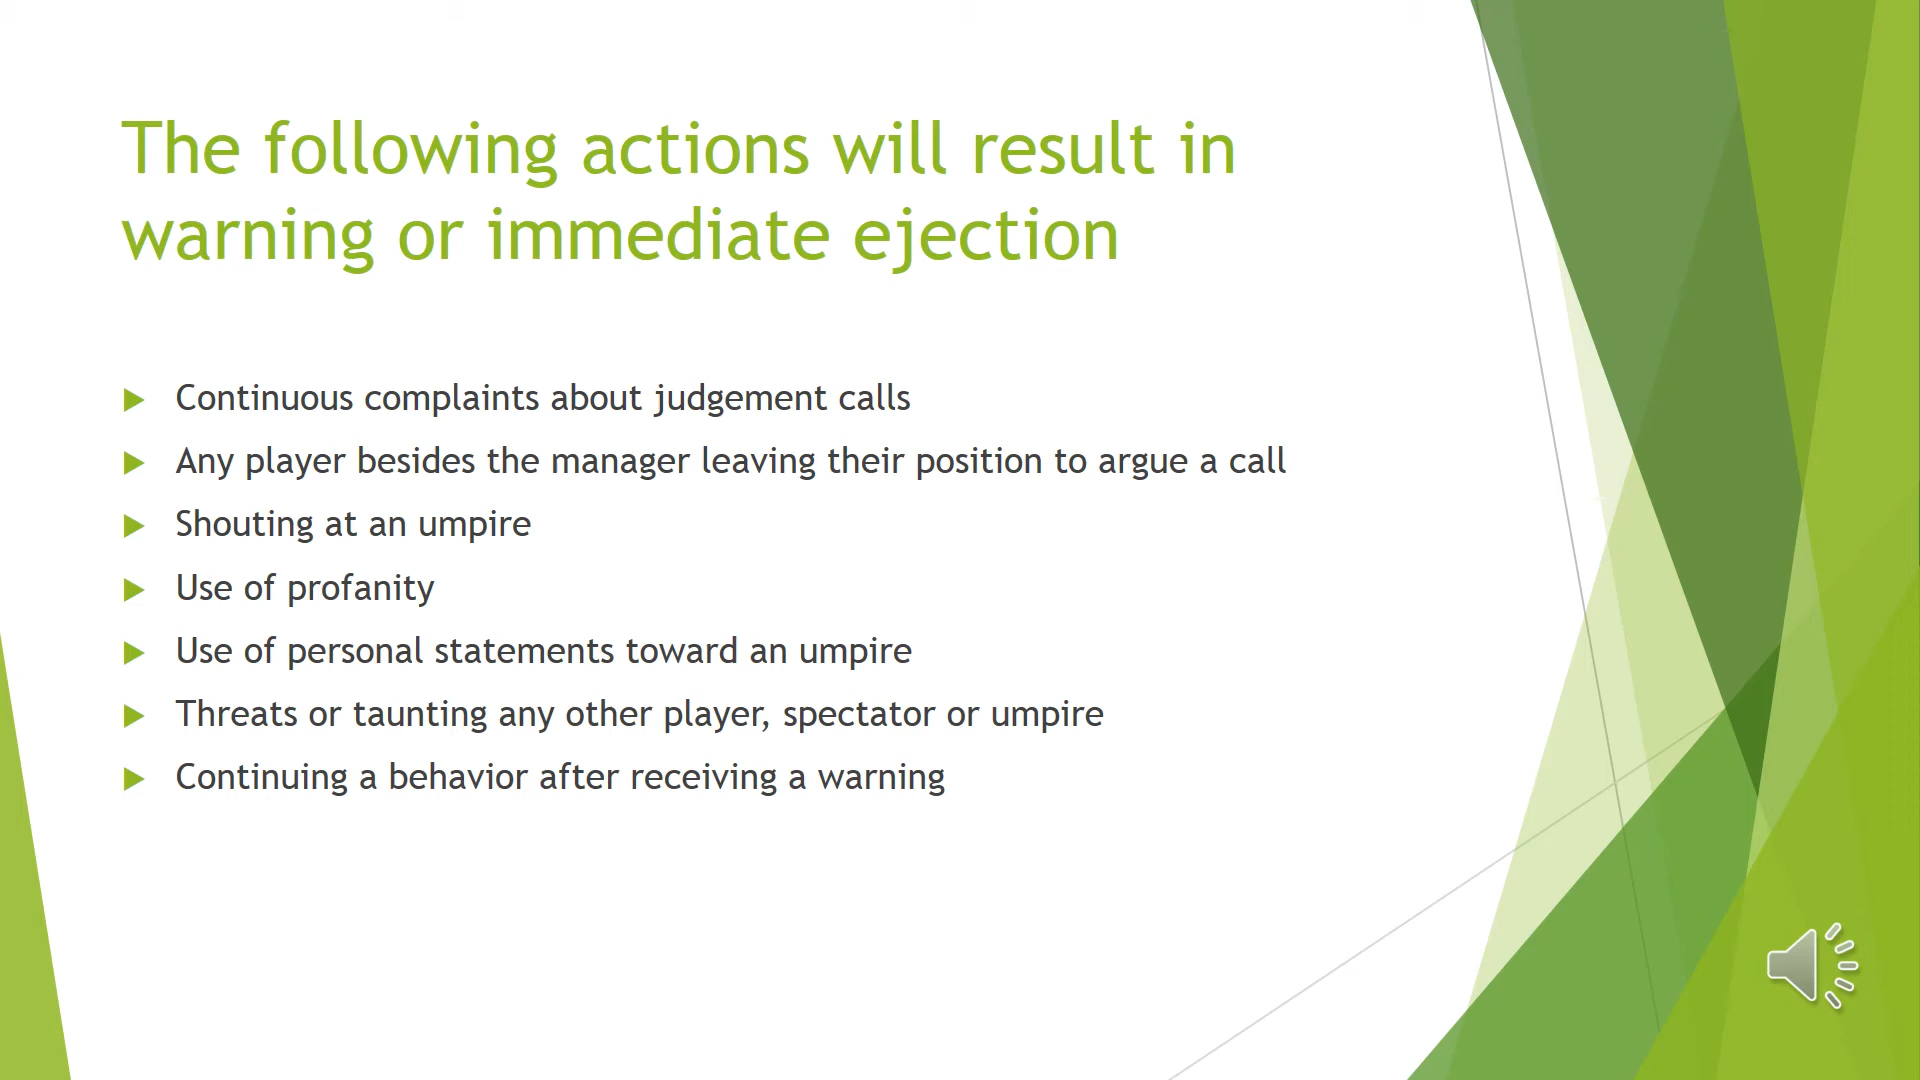 The following actions will result in
warning or immediate ejection
Continuous complaints about judgement calls
Any player besides the manager leaving their position to argue a call
Shouting at an umpire
Use of profanity
Use of personal statements toward an umpire
Threats or taunting any other player, spectator or umpire
Continuing a behavior after receiving a warning